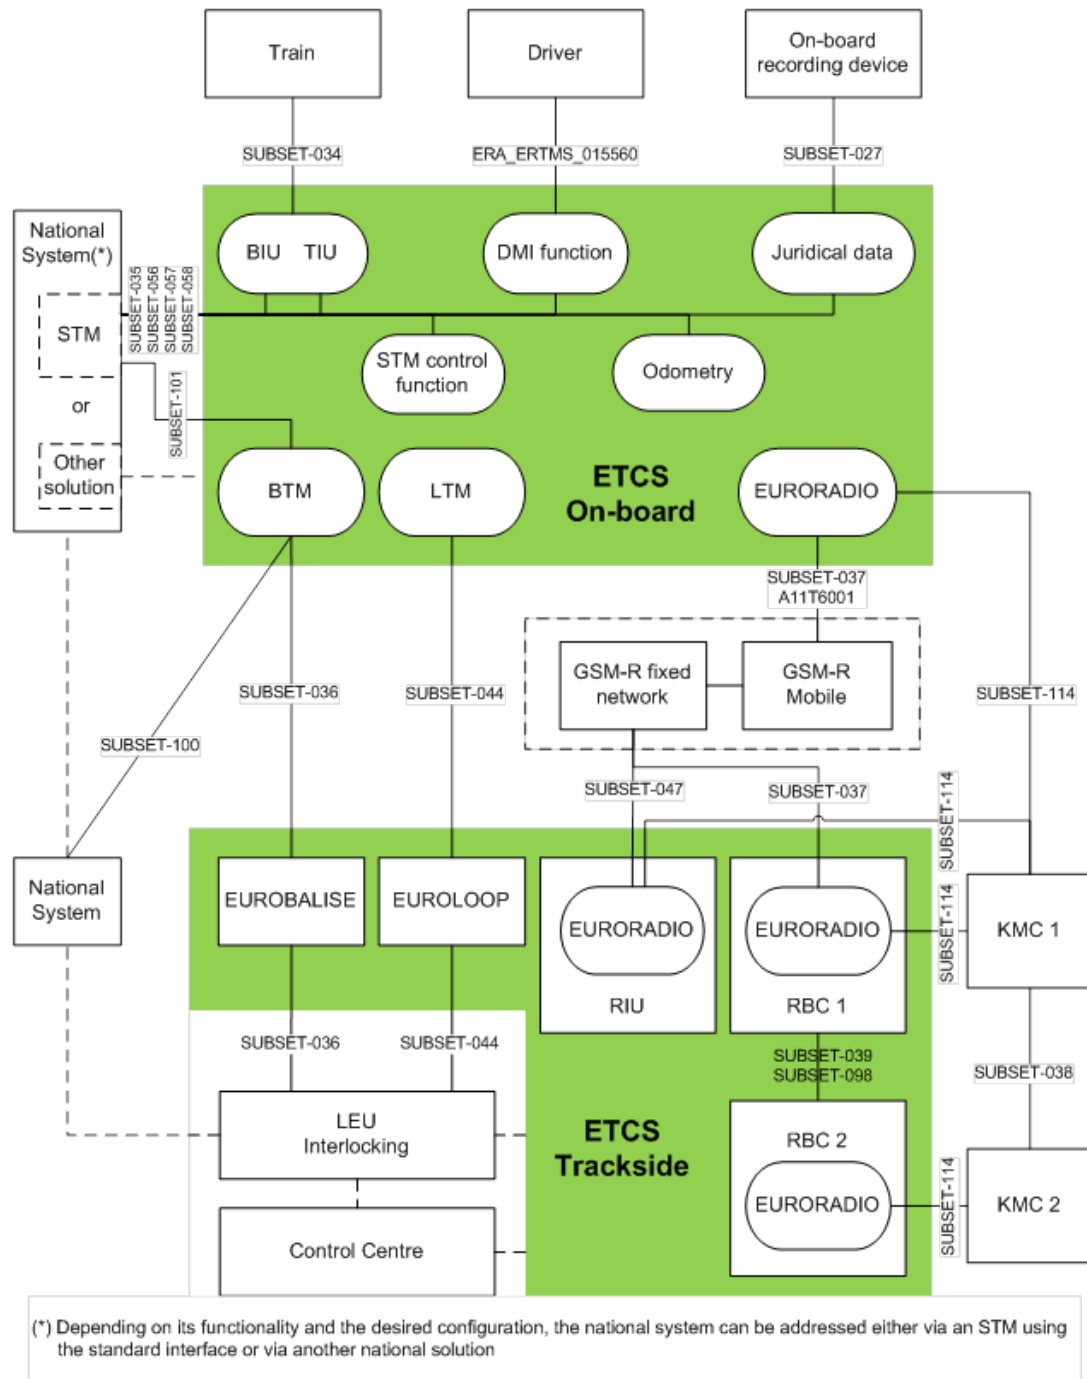 Train
Driver
On-board
recording device
SUBSET-034
ERA_ERTMS_015560
SUBSET-027
National
System(*)
BIU TIU
DMI function
Juridical data
SUBSET-035
SUBSET-056
SUBSET-057
SUBSET-058
STM
STM control
function
Odometry
or
SUBSET-101
Other
solution
BTM
LTM
ETCS
On-board
EURORADIO
SUBSET-037
A11T6001
GSM-R fixed
network
GSM-R
Mobile
SUBSET-036
SUBSET-044
SUBSET-114
SUBSET-100
SUBSET-047
SUBSET-037
SUBSET-114
National
System
EUROBALISE
EUROLOOP
EURORADIO
RIU
EURORADIO
RBC 1
SUBSET-114
KMC 1
SUBSET-036
SUBSET-044
SUBSET-039
SUBSET-098
SUBSET-038
LEU
Interlocking
ETCS
Trackside
RBC 2
EURORADIO
SUBSET-114
KMC 2
Control Centre
(*) Depending on its functionality and the desired configuration, the national system can be addressed either via an STM using
the standard interface or via another national solution